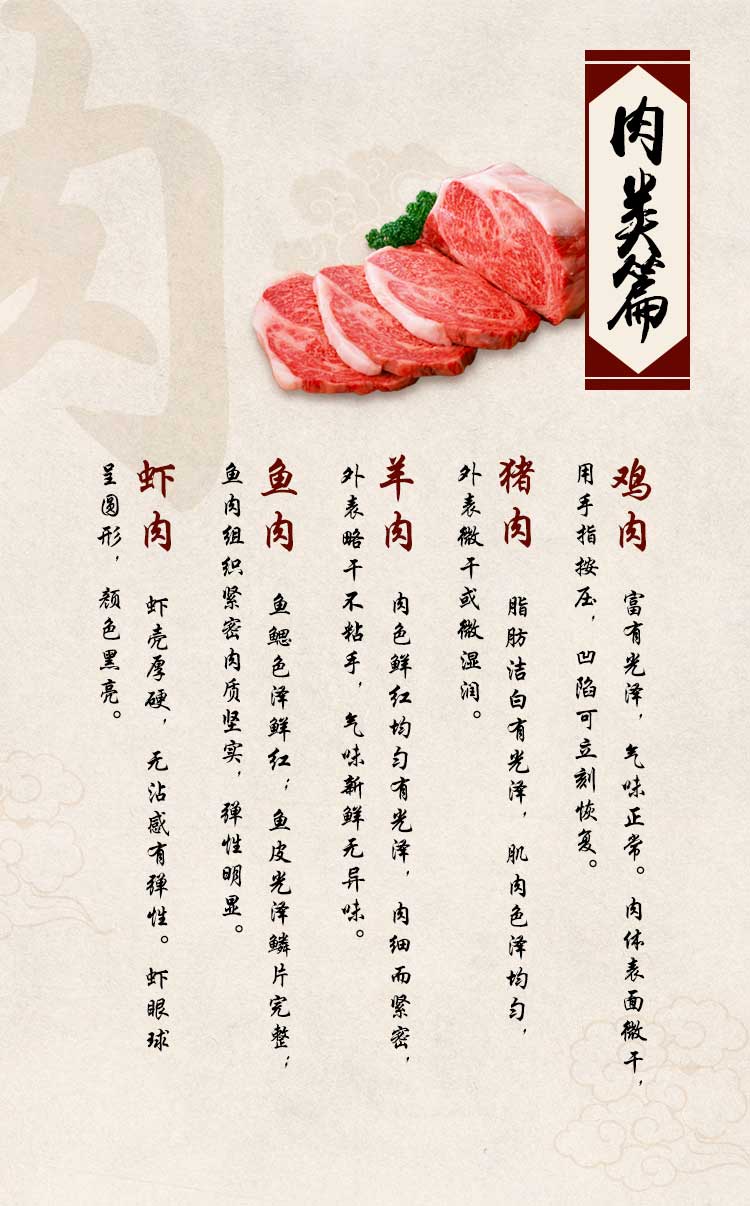 肉类篇
鸡肉 富有光泽，气味正常。肉体表面微干，
用手指按压，凹陷可立刻恢复。
猪肉 脂肪洁白有光泽，肌肉色泽均匀，
外表微干或微湿润。
羊肉 肉色鲜红均匀有光泽，肉细而紧密，
外表略干不粘手，气味新鲜无异味。
鱼肉 鱼鳃色泽鲜红；鱼皮光泽鳞片完整；
鱼肉组织紧密肉质坚实，弹性明显。
虾肉 虾壳厚硬，无沾感有弹性。虾眼球
呈圆形，颜色黑亮。
肉